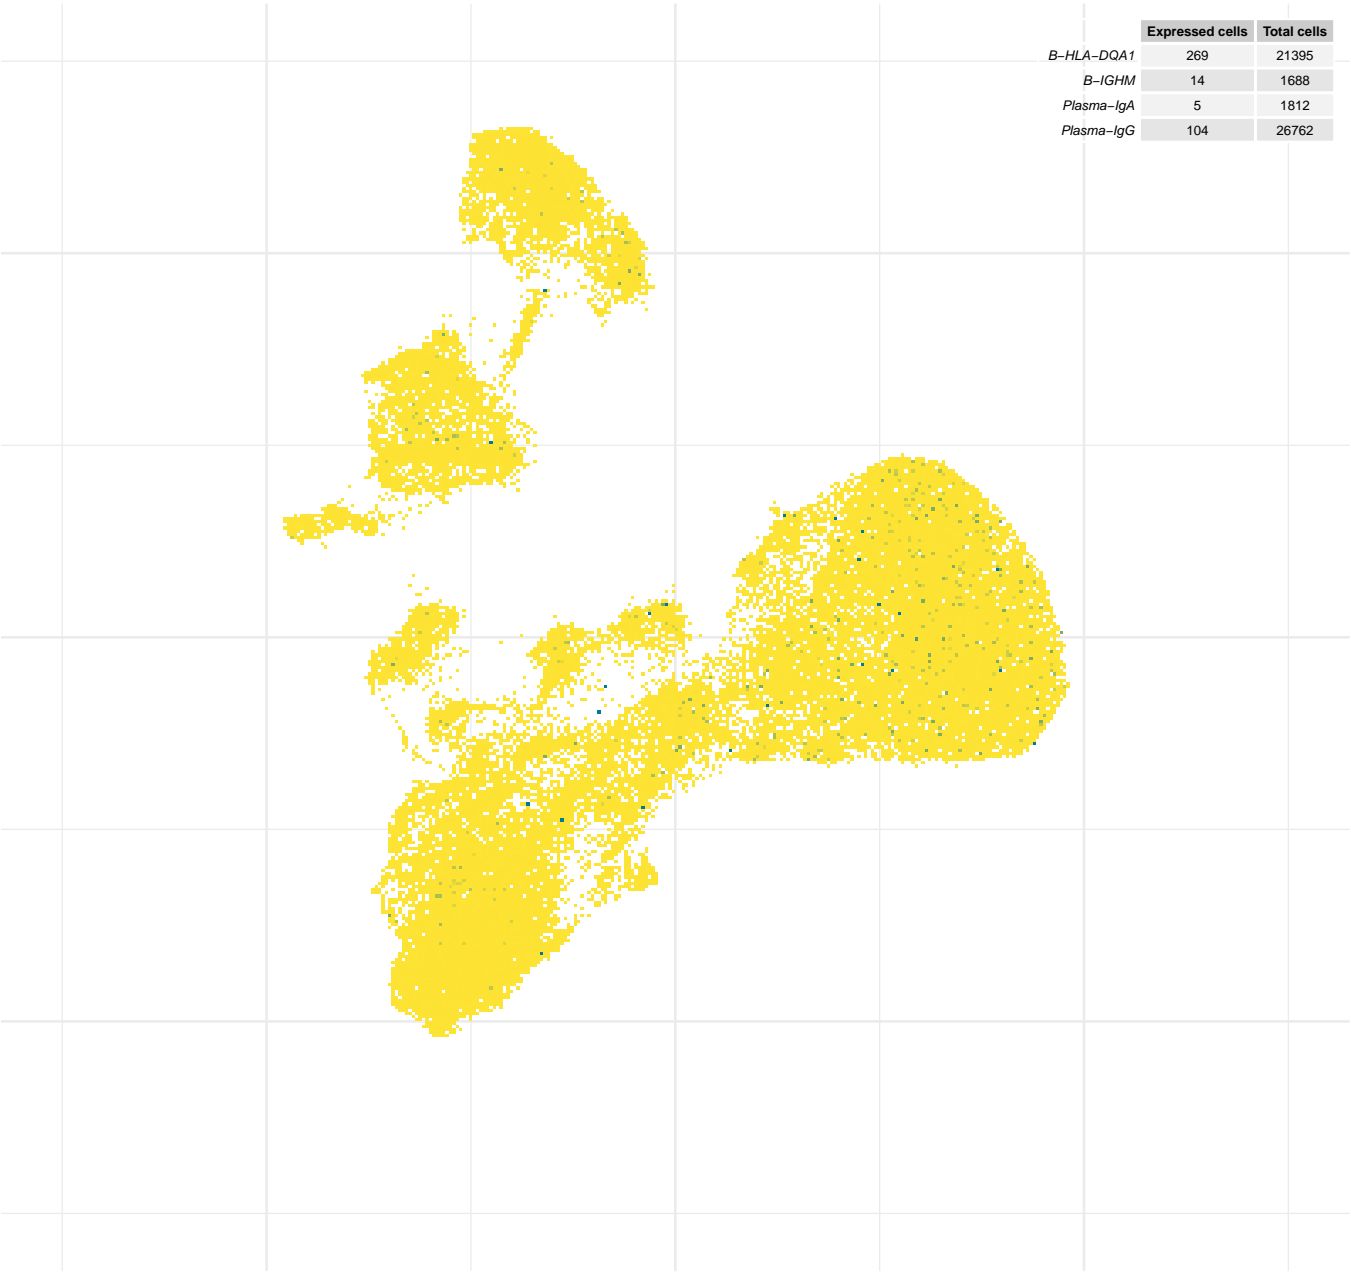 Expressed cells Total cells
B−HLA−DQA1 269 21395
B−IGHM 14 1688
Plasma−IgA 5 1812
Plasma−IgG 104 26762